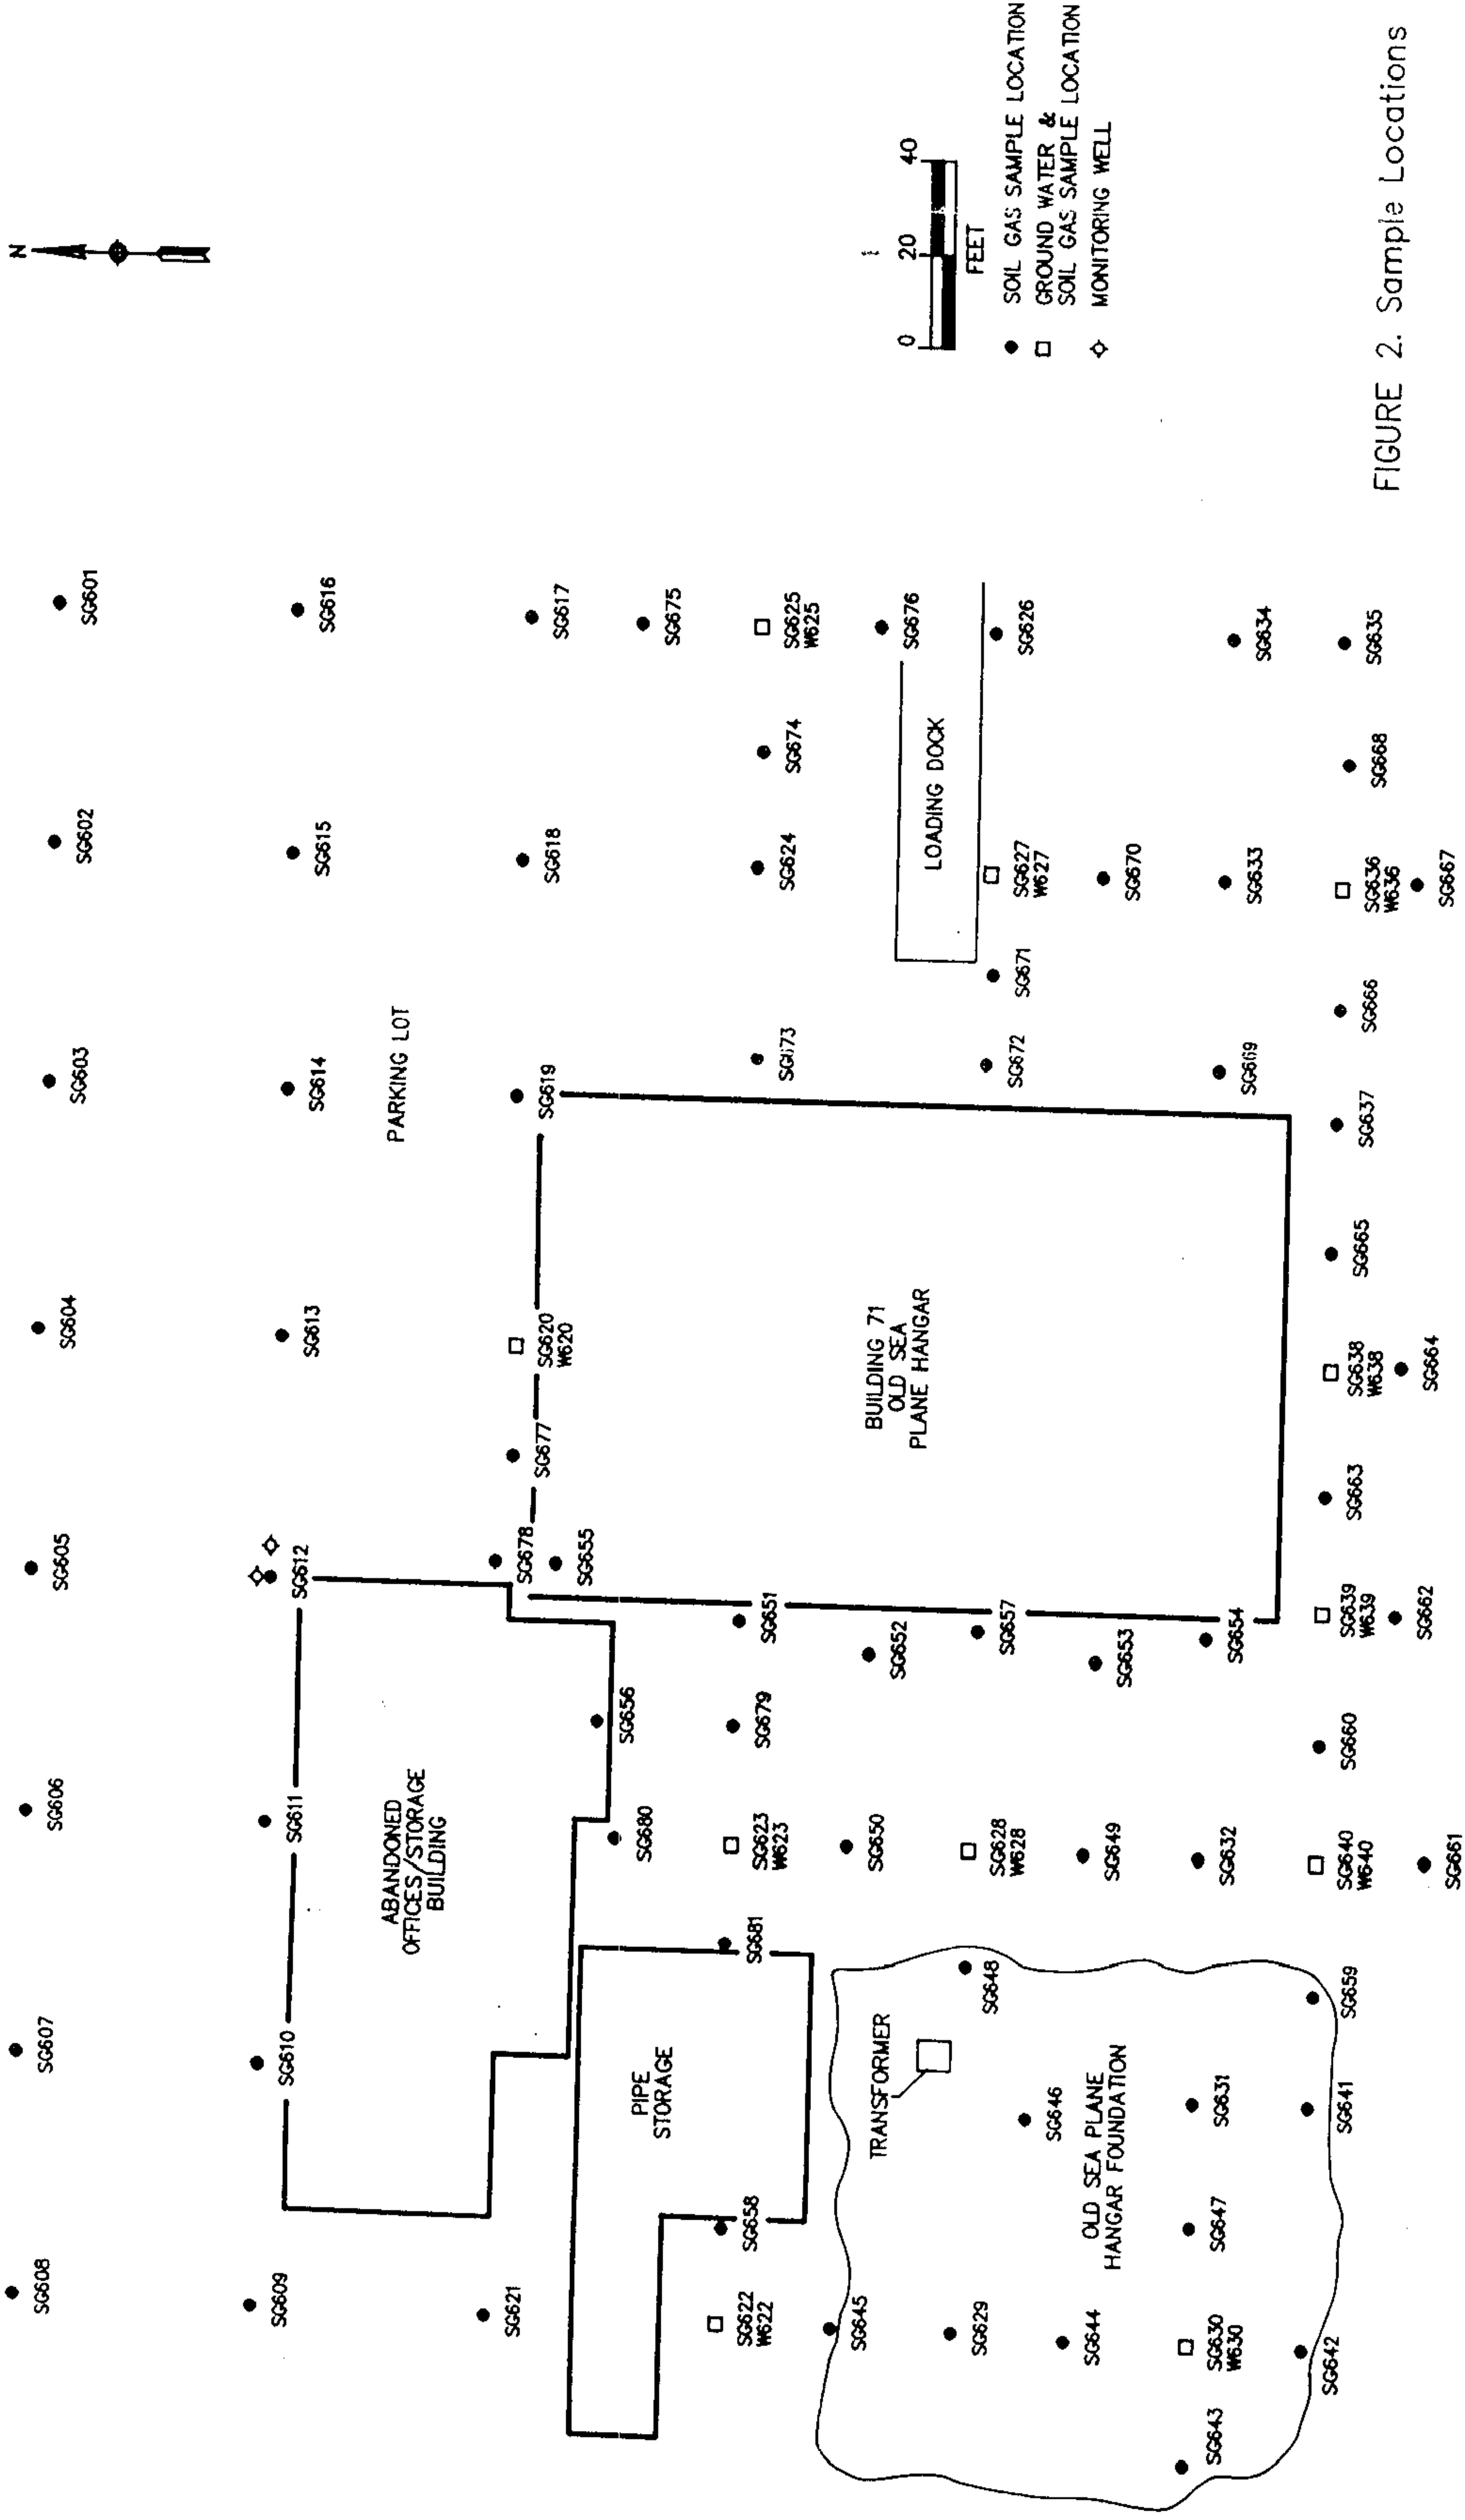 N
SG608
SG607
SG606
SG605
SG604
SG603
SG602
SG601
SG609
SG610
SG611
SG612
SG613
SG614
SG615
SG616
PARKING LOT
ABANDONED
OFFICES/STORAGE
BUILDING
SG621
SG678
SG677
SG620
W620
SG619
SG618
SG617
SG655
SG656
SG680
SG675
PIPE
STORAGE
SG622
W622
SG658
SG681
SG623
W623
SG679
SG651
SG673
SG624
SG674
SG625
W625
SG645
SG650
SG652
BUILDING 71
OLD SEA
PLANE HANGAR
LOADING DOCK
SG676
TRANSFORMER
SG629
SG648
SG628
W628
SG657
SG672
SG671
SG627
W627
SG626
SG644
SG646
OLD SEA PLANE
HANGAR FOUNDATION
SG649
SG653
SG670
SG643
SG630
W630
SG647
SG631
SG632
SG654
SG669
SG633
SG634
SG642
SG641
SG659
SG640
W640
SG660
SG639
W639
SG663
SG638
W638
SG665
SG637
SG666
SG636
W636
SG668
SG635
SG661
SG662
SG664
SG667
0 20 40
FEET
SOIL GAS SAMPLE LOCATION
GROUND WATER &
SOIL GAS SAMPLE LOCATION
MONITORING WELL
FIGURE 2. Sample Locations